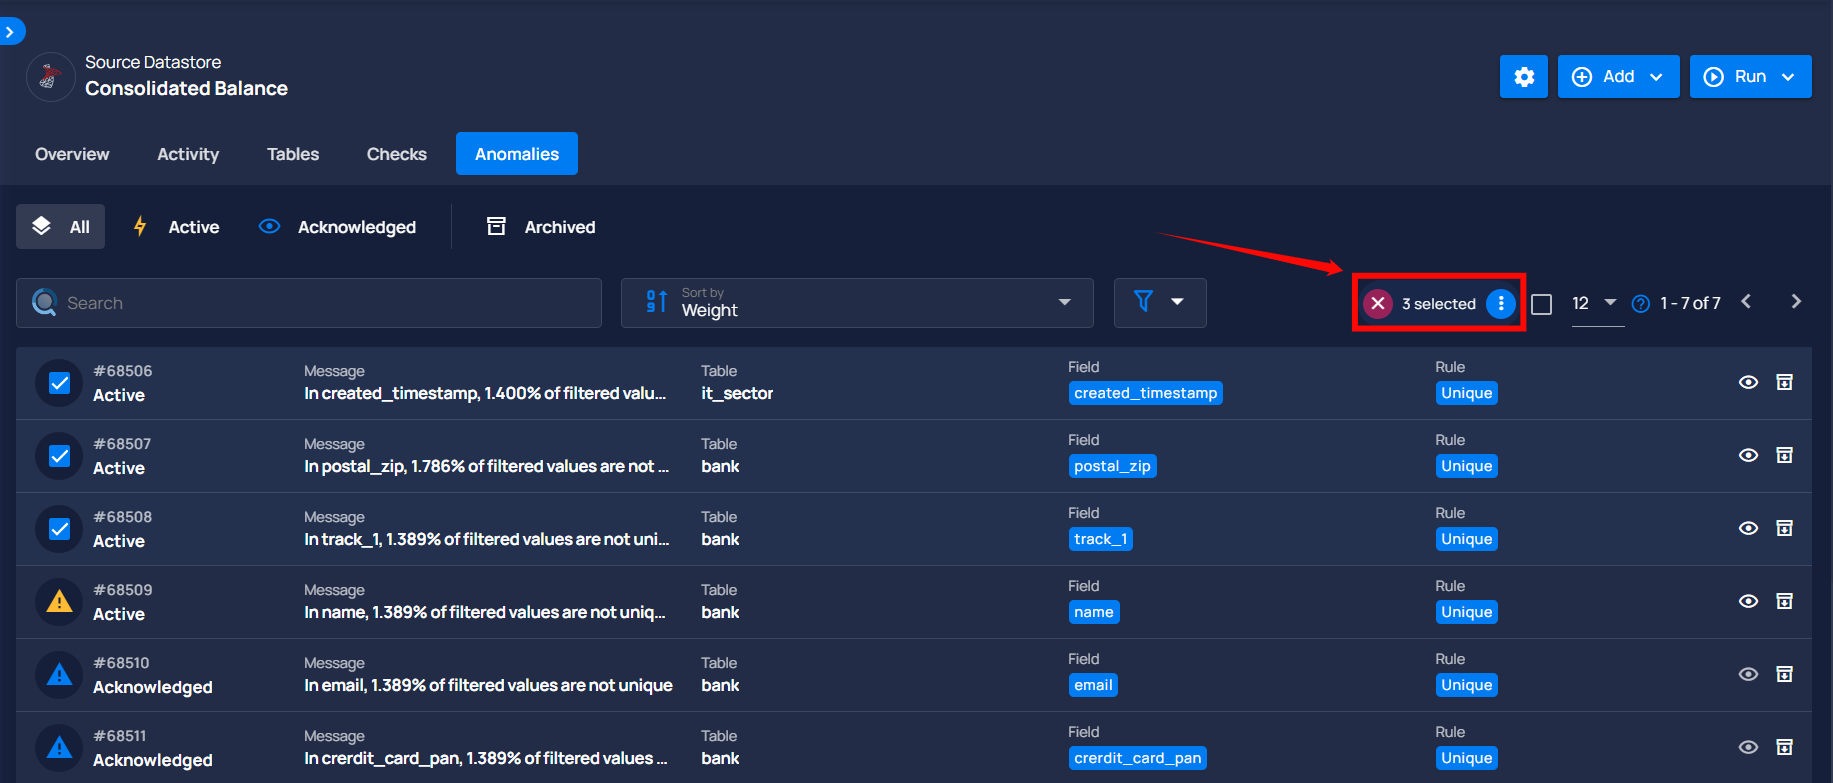 Source Datastore
Consolidated Balance
Add
Run
Overview Activity Tables Checks Anomalies
All Active Acknowledged Archived
Search
Sort by
Weight
3 selected
12
1 - 7 of 7
#68506 Message Table Field Rule
Active In created_timestamp, 1.400% of filtered valu... it_sector created_timestamp Unique
#68507 Message Table Field Rule
Active In postal_zip, 1.786% of filtered values are not ... bank postal_zip Unique
#68508 Message Table Field Rule
Active In track_1, 1.389% of filtered values are not uni... bank track_1 Unique
#68509 Message Table Field Rule
Active In name, 1.389% of filtered values are not uniq... bank name Unique
#68510 Message Table Field Rule
Acknowledged In email, 1.389% of filtered values are not unique bank email Unique
#68511 Message Table Field Rule
Acknowledged In crerdit_card_pan, 1.389% of filtered values ... bank crerdit_card_pan Unique